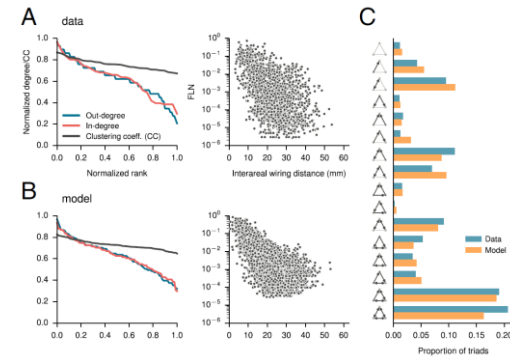 A
data
Normalized degree/CC
1.0
0.8
0.6
0.4
0.2
0.0
Out-degree
In-degree
Clustering coeff. (CC)
0.0 0.2 0.4 0.6 0.8 1.0
Normalized rank
FLN
10⁰
10⁻¹
10⁻²
10⁻³
10⁻⁴
10⁻⁵
10⁻⁶
0 10 20 30 40 50 60
Interareal wiring distance (mm)
B
model
1.0
0.8
0.6
0.4
0.2
0.0
0.0 0.2 0.4 0.6 0.8 1.0
10⁰
10⁻¹
10⁻²
10⁻³
10⁻⁴
10⁻⁵
10⁻⁶
0 10 20 30 40 50 60
C
Data
Model
0.00 0.05 0.10 0.15 0.20
Proportion of triads